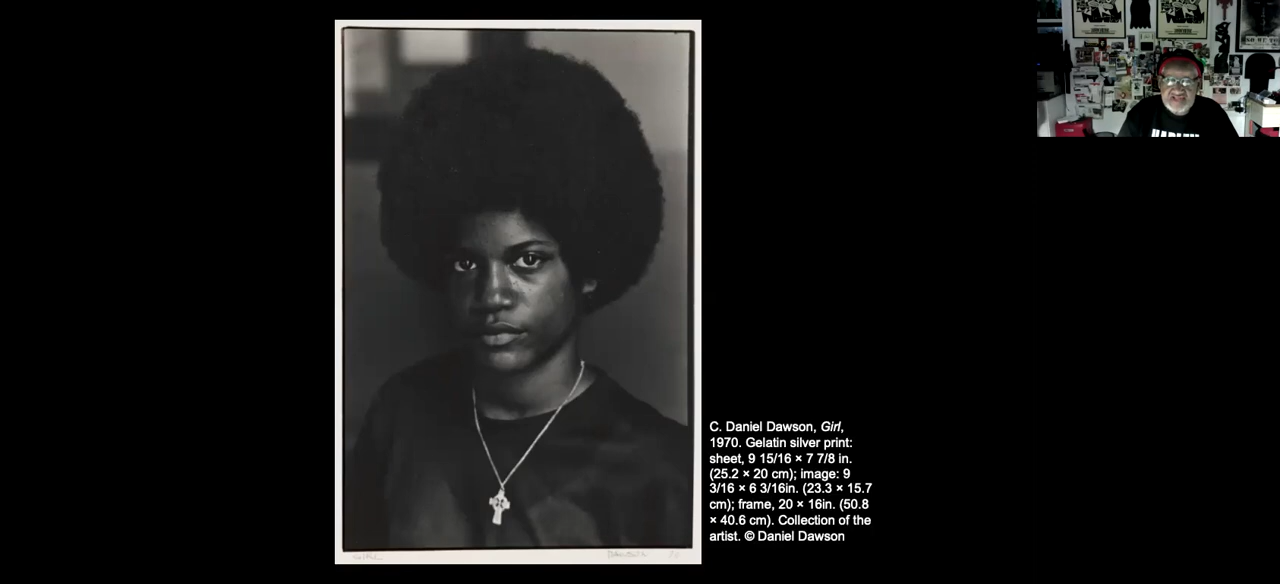 C. Daniel Dawson, Girl,
1970. Gelatin silver print:
sheet, 9 15/16 × 7 7/8 in.
(25.2 × 20 cm); image: 9
3/16 × 6 3/16in. (23.3 × 15.7
cm); frame, 20 × 16in. (50.8
× 40.6 cm). Collection of the
artist. © Daniel Dawson